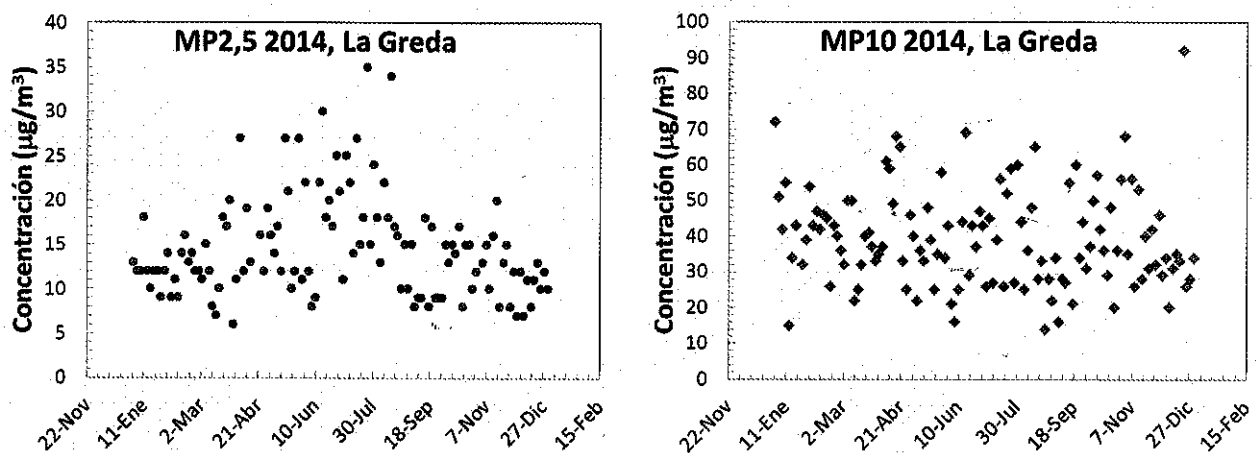 MP2,5 2014, La Greda
Concentración (µg/m³)
40
35
30
25
20
15
10
5
0
22-Nov
11-Ene
2-Mar
21-Abr
10-Jun
30-Jul
18-Sep
7-Nov
27-Dic
15-Feb
MP10 2014, La Greda
Concentración (µg/m³)
100
90
80
70
60
50
40
30
20
10
0
22-Nov
11-Ene
2-Mar
21-Abr
10-Jun
30-Jul
18-Sep
7-Nov
27-Dic
15-Feb